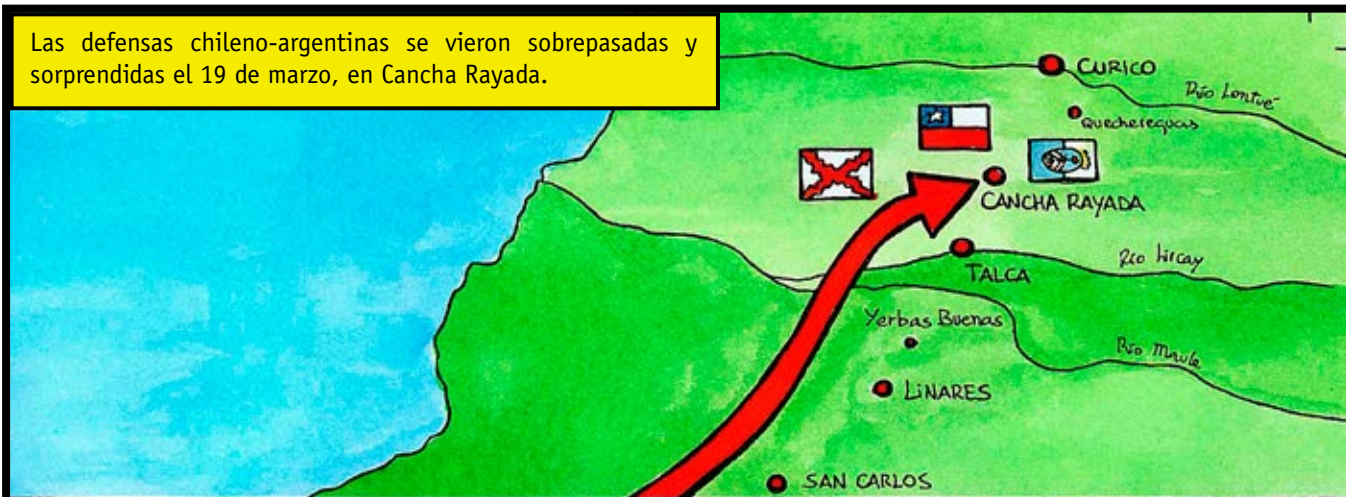 Las defensas chileno-argentinas se vieron sobrepasadas y
sorprendidas el 19 de marzo, en Cancha Rayada.
CURICO
Río Lontué
Quechereguas
CANCHA RAYADA
TALCA
Río Lircay
Yerbas Buenas
Río Maule
LINARES
SAN CARLOS